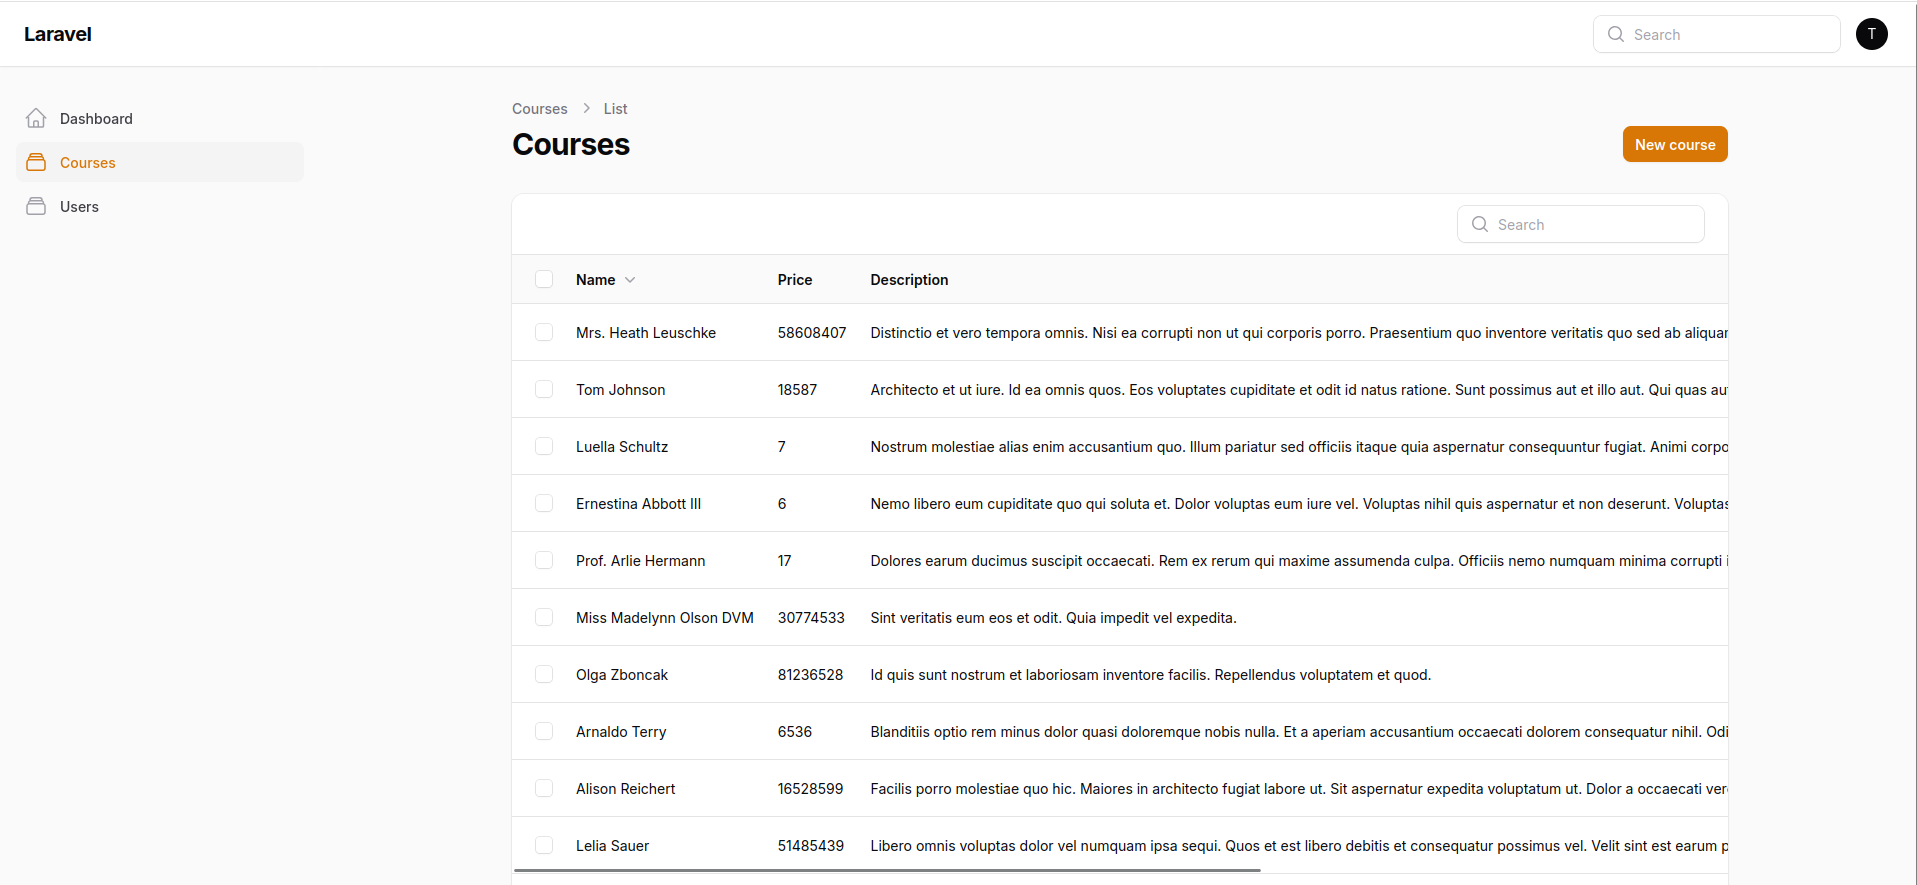 Laravel
Search
T
Dashboard
Courses
Users
Courses > List
Courses
New course
Search
Name Price Description
Mrs. Heath Leuschke 58608407 Distinctio et vero tempora omnis. Nisi ea corrupti non ut qui corporis porro. Praesentium quo inventore veritatis quo sed ab aliquam
Tom Johnson 18587 Architecto et ut iure. Id ea omnis quos. Eos voluptates cupiditate et odit id natus ratione. Sunt possimus aut et illo aut. Qui quas au
Luella Schultz 7 Nostrum molestiae alias enim accusantium quo. Illum pariatur sed officiis itaque quia aspernatur consequuntur fugiat. Animi corpo
Ernestina Abbott III 6 Nemo libero eum cupiditate quo qui soluta et. Dolor voluptas eum iure vel. Voluptas nihil quis aspernatur et non deserunt. Voluptas
Prof. Arlie Hermann 17 Dolores earum ducimus suscipit occaecati. Rem ex rerum qui maxime assumenda culpa. Officiis nemo numquam minima corrupti i
Miss Madelynn Olson DVM 30774533 Sint veritatis eum eos et odit. Quia impedit vel expedita.
Olga Zboncak 81236528 Id quis sunt nostrum et laboriosam inventore facilis. Repellendus voluptatem et quod.
Arnaldo Terry 6536 Blanditiis optio rem minus dolor quasi doloremque nobis nulla. Et a aperiam accusantium occaecati dolorem consequatur nihil. Odi
Alison Reichert 16528599 Facilis porro molestiae quo hic. Maiores in architecto fugiat labore ut. Sit aspernatur expedita voluptatum ut. Dolor a occaecati ver
Lelia Sauer 51485439 Libero omnis voluptas dolor vel numquam ipsa sequi. Quos et est libero debitis et consequatur possimus vel. Velit sint est earum p